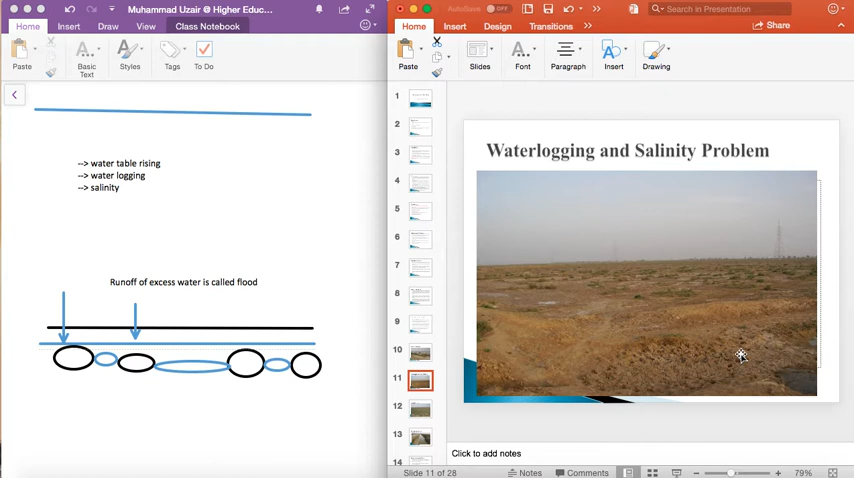 Muhammad Uzair @ Higher Educ...
Home
Insert
Draw
View
Class Notebook
Paste
Basic
Text
Styles
Tags
To Do
--> water table rising
--> water logging
--> salinity
Runoff of excess water is called flood
AutoSave
OFF
Search in Presentation
Home
Insert
Design
Transitions
Share
Paste
Slides
Font
Paragraph
Insert
Drawing
1
2
3
4
5
6
7
8
9
10
11
12
13
14
Waterlogging and Salinity Problem
Click to add notes
Slide 11 of 28
Notes
Comments
79%